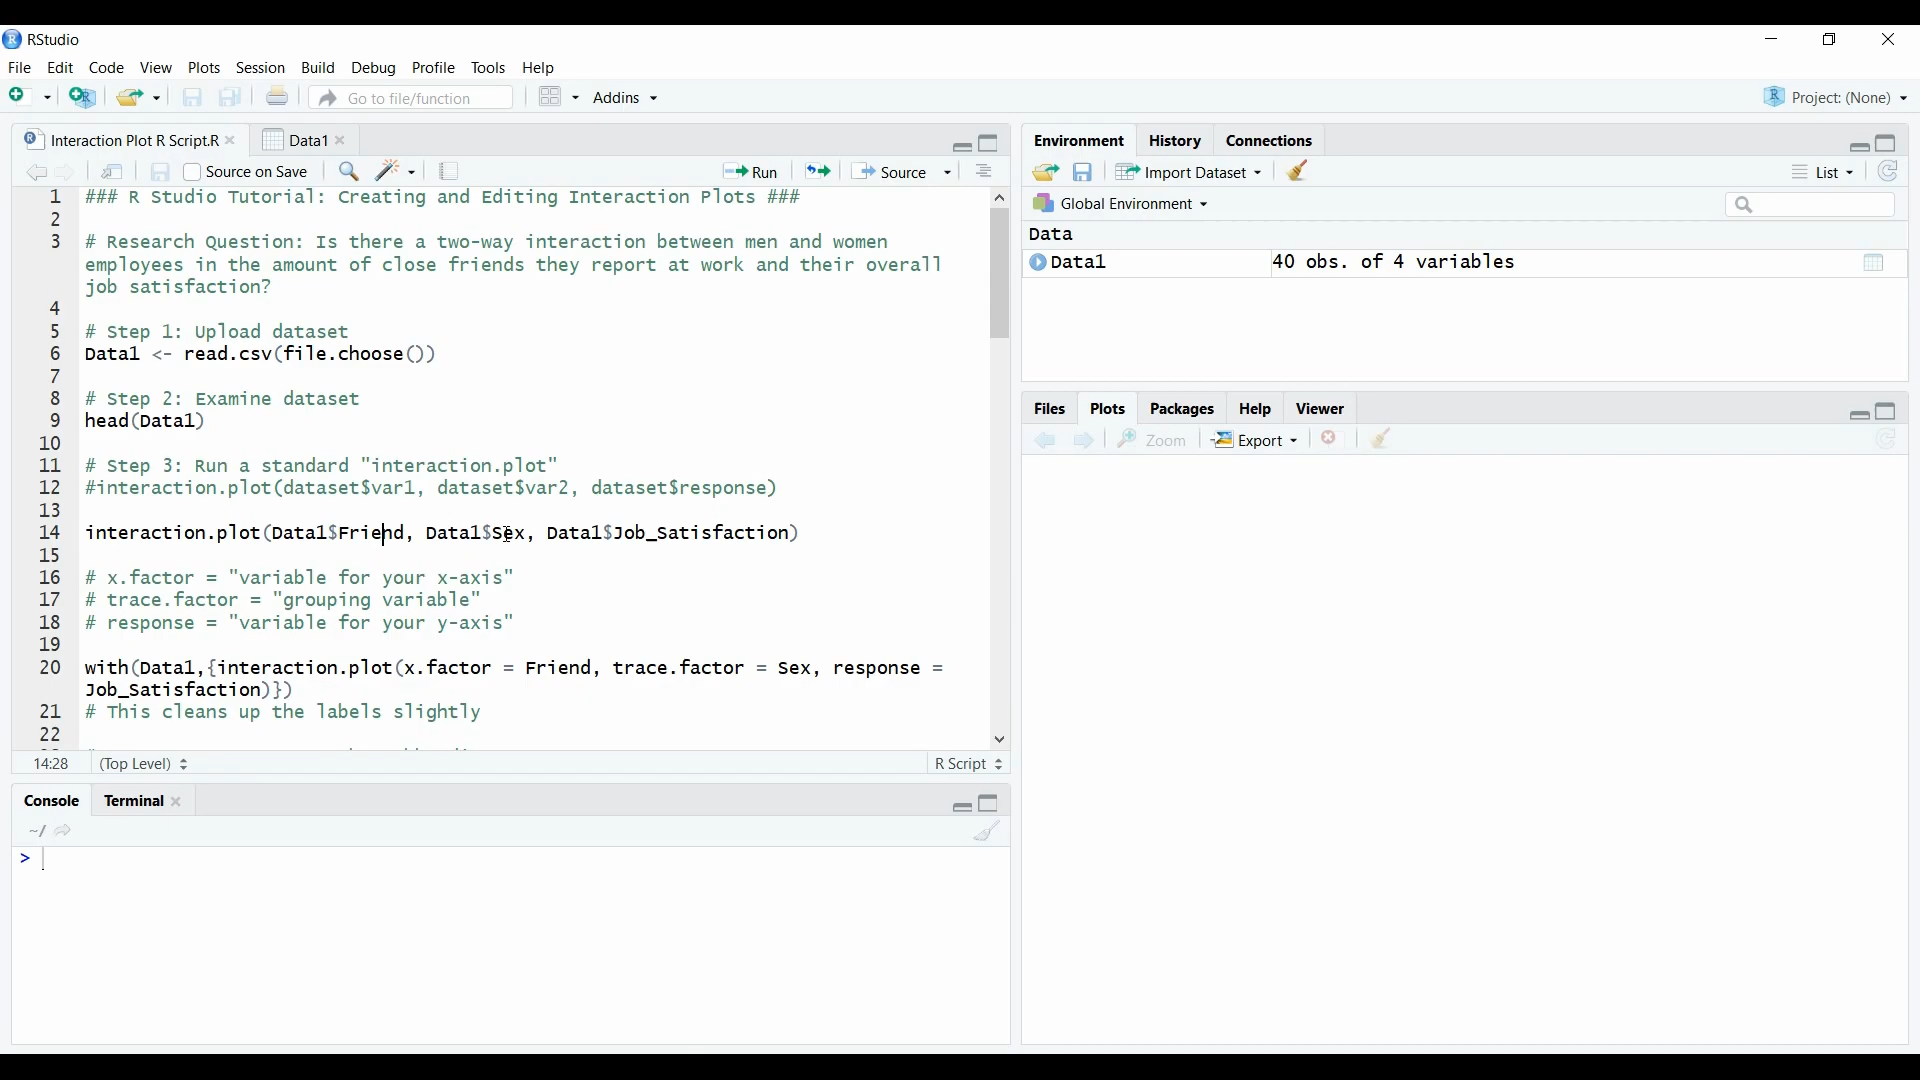 RStudio
File Edit Code View Plots Session Build Debug Profile Tools Help
Go to file/function Addins Project: (None)
Interaction Plot R Script.R Data1
Source on Save Run Source
1 ### R Studio Tutorial: Creating and Editing Interaction Plots ###
2
3 # Research Question: Is there a two-way interaction between men and women
employees in the amount of close friends they report at work and their overall
job satisfaction?
4
5 # Step 1: Upload dataset
6 Data1 <- read.csv(file.choose())
7
8 # Step 2: Examine dataset
9 head(Data1)
10
11 # Step 3: Run a standard "interaction.plot"
12 #interaction.plot(dataset$var1, dataset$var2, dataset$response)
13
14 interaction.plot(Data1$Friend, Data1$Sex, Data1$Job_Satisfaction)
15
16 # x.factor = "variable for your x-axis"
17 # trace.factor = "grouping variable"
18 # response = "variable for your y-axis"
19
20 with(Data1,{interaction.plot(x.factor = Friend, trace.factor = Sex, response =
Job_Satisfaction)})
21 # This cleans up the labels slightly
22
14:28 (Top Level) R Script
Console Terminal
~/
>
Environment History Connections
Import Dataset List
Global Environment
Data
Data1 40 obs. of 4 variables
Files Plots Packages Help Viewer
Zoom Export